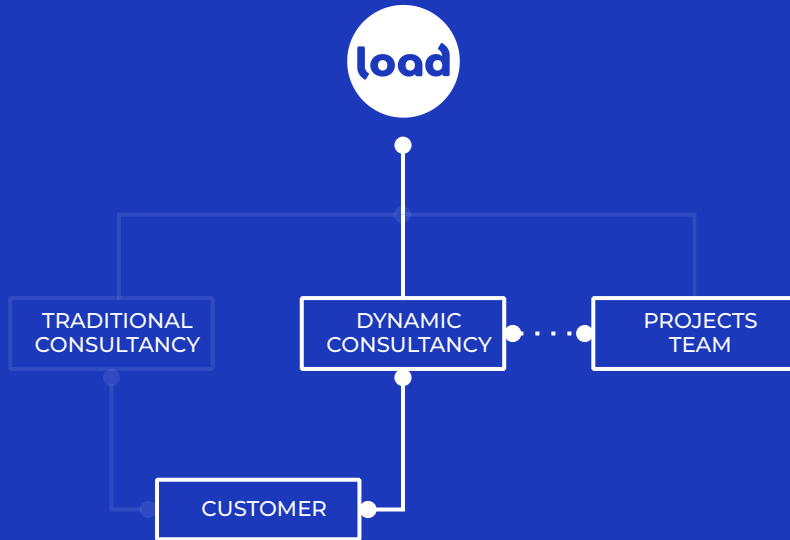 load
TRADITIONAL
CONSULTANCY
DYNAMIC
CONSULTANCY
PROJECTS
TEAM
CUSTOMER